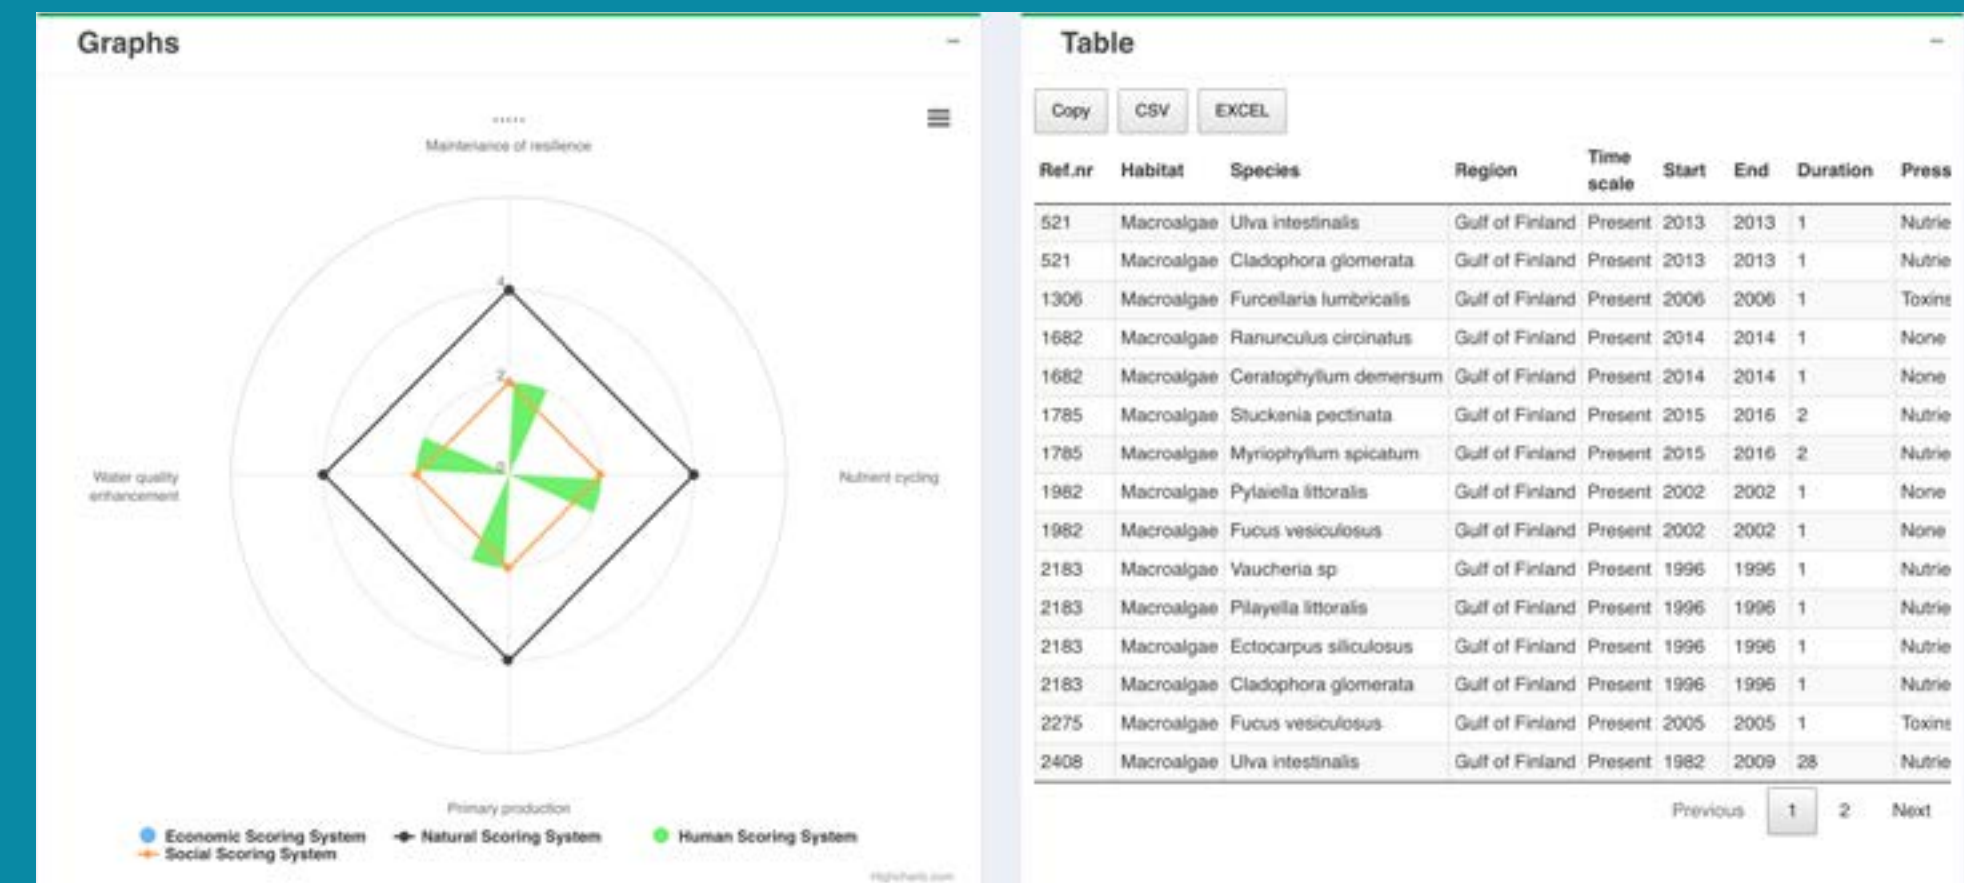 Graphs
Maintenance of resilience
4
2
0
Water quality
enhancement
Nutrient cycling
Primary production
Economic Scoring System
Natural Scoring System
Human Scoring System
Social Scoring System
Highcharts.com
Table
Copy CSV EXCEL
Ref.nr Habitat Species Region Time scale Start End Duration Press
521 Macroalgae Ulva intestinalis Gulf of Finland Present 2013 2013 1 Nutrie
521 Macroalgae Cladophora glomerata Gulf of Finland Present 2013 2013 1 Nutrie
1306 Macroalgae Furcellaria lumbricalis Gulf of Finland Present 2006 2006 1 Toxins
1682 Macroalgae Ranunculus circinatus Gulf of Finland Present 2014 2014 1 None
1682 Macroalgae Ceratophyllum demersum Gulf of Finland Present 2014 2014 1 None
1785 Macroalgae Stuckenia pectinata Gulf of Finland Present 2015 2016 2 Nutrie
1785 Macroalgae Myriophyllum spicatum Gulf of Finland Present 2015 2016 2 Nutrie
1982 Macroalgae Pylaiella littoralis Gulf of Finland Present 2002 2002 1 None
1982 Macroalgae Fucus vesiculosus Gulf of Finland Present 2002 2002 1 None
2183 Macroalgae Vaucheria sp Gulf of Finland Present 1996 1996 1 Nutrie
2183 Macroalgae Pilayella littoralis Gulf of Finland Present 1996 1996 1 Nutrie
2183 Macroalgae Ectocarpus siliculosus Gulf of Finland Present 1996 1996 1 Nutrie
2183 Macroalgae Cladophora glomerata Gulf of Finland Present 1996 1996 1 Nutrie
2275 Macroalgae Fucus vesiculosus Gulf of Finland Present 2005 2005 1 Toxins
2408 Macroalgae Ulva intestinalis Gulf of Finland Present 1982 2009 28 Nutrie
Previous 1 2 Next